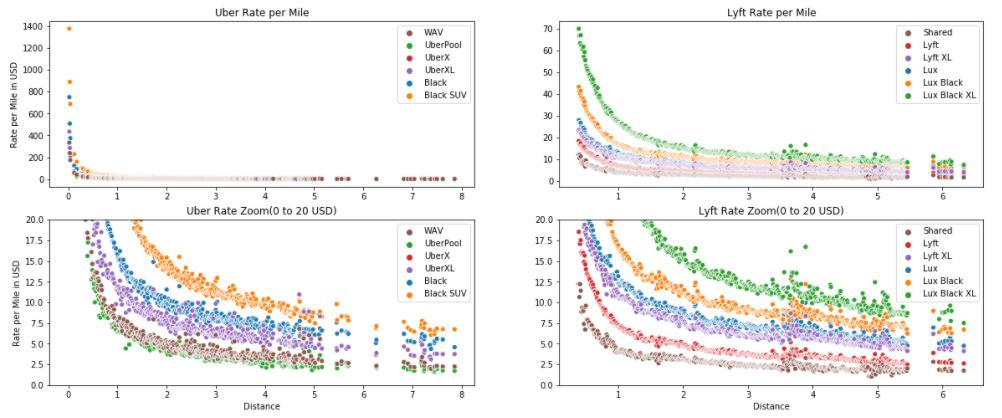 Uber Rate per Mile
Rate per Mile in USD
1400
1200
1000
800
600
400
200
0
0 1 2 3 4 5 6 7 8
WAV
UberPool
UberX
UberXL
Black
Black SUV
Lyft Rate per Mile
70
60
50
40
30
20
10
0
1 2 3 4 5 6
Shared
Lyft
Lyft XL
Lux
Lux Black
Lux Black XL
Uber Rate Zoom(0 to 20 USD)
Rate per Mile in USD
20.0
17.5
15.0
12.5
10.0
7.5
5.0
2.5
0.0
0 1 2 3 4 5 6 7 8
Distance
WAV
UberPool
UberX
UberXL
Black
Black SUV
Lyft Rate Zoom(0 to 20 USD)
20.0
17.5
15.0
12.5
10.0
7.5
5.0
2.5
0.0
1 2 3 4 5 6
Distance
Shared
Lyft
Lyft XL
Lux
Lux Black
Lux Black XL